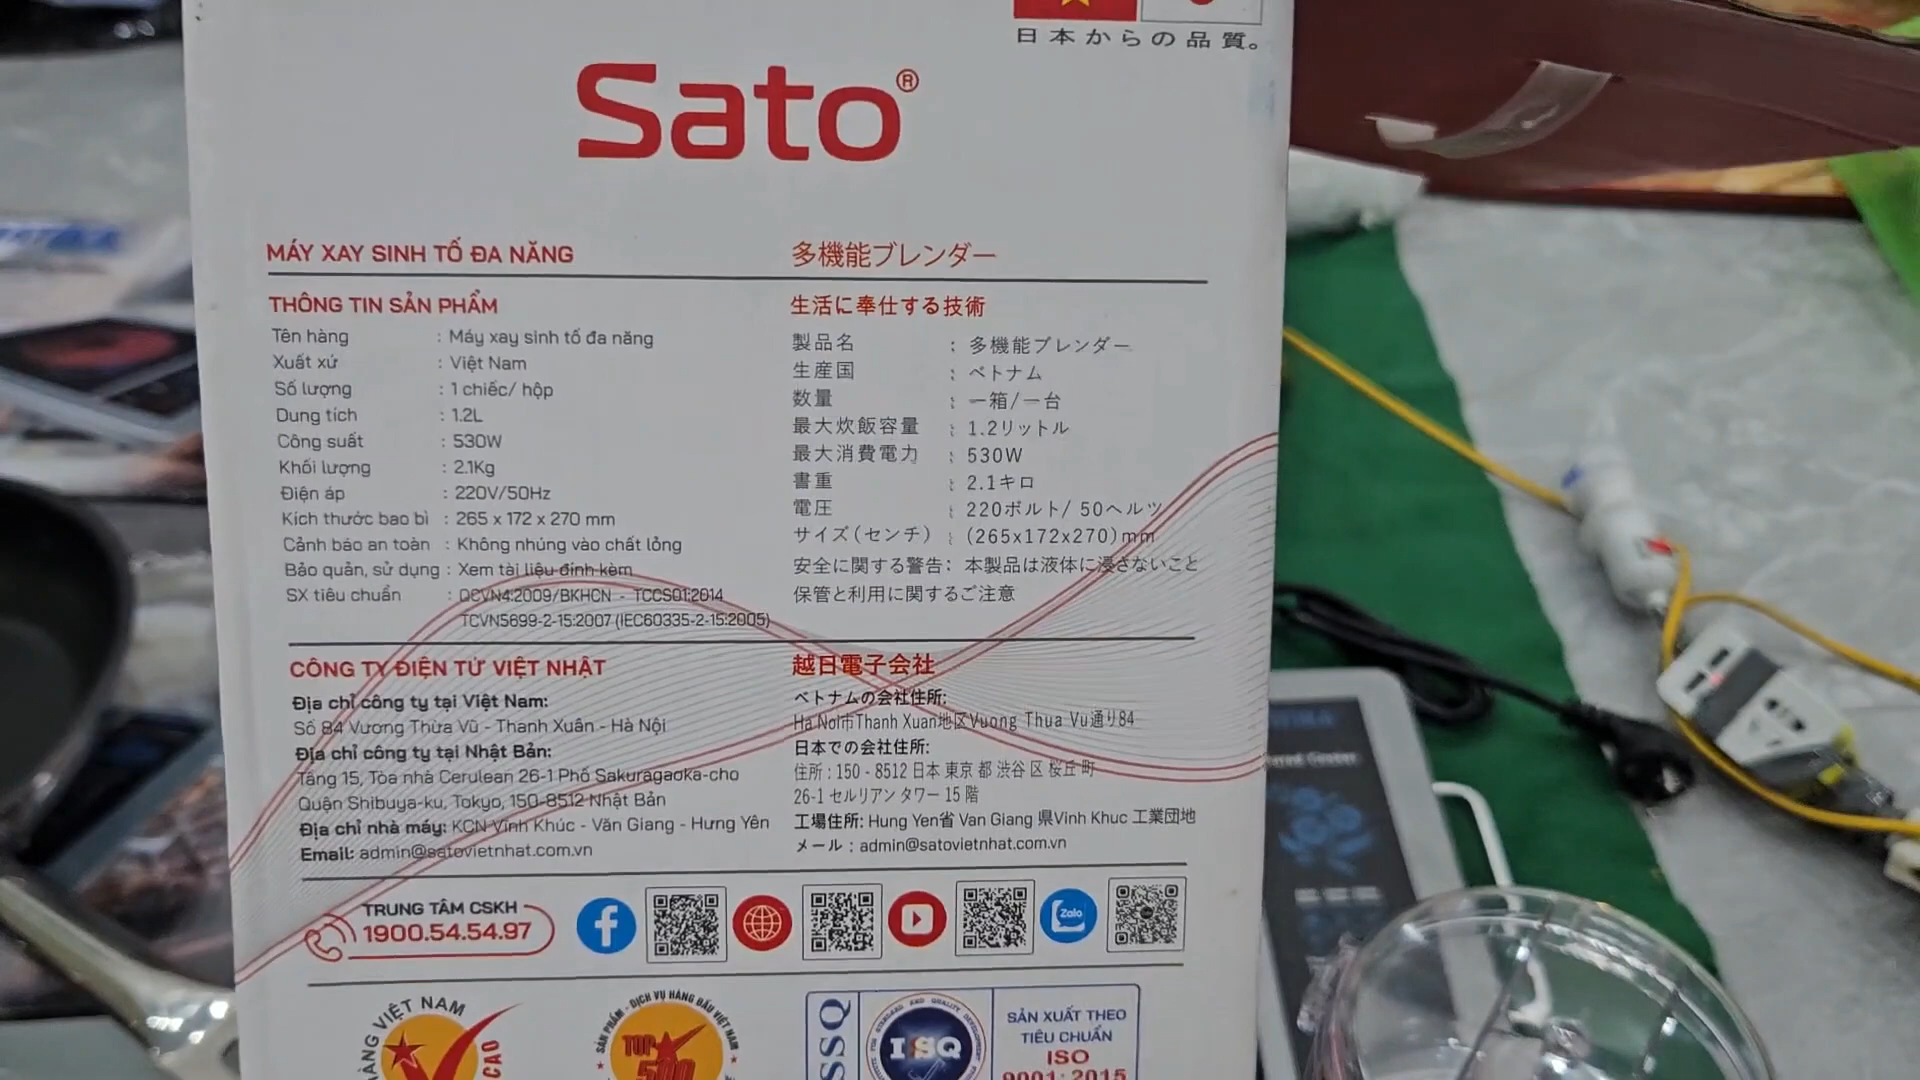 日本からの品質。
Sato®
MÁY XAY SINH TỐ ĐA NĂNG
多機能ブレンダー
THÔNG TIN SẢN PHẨM
Tên hàng : Máy xay sinh tố đa năng
Xuất xứ : Việt Nam
Số lượng : 1 chiếc/ hộp
Dung tích : 1.2L
Công suất : 530W
Khối lượng : 2.1Kg
Điện áp : 220V/50Hz
Kích thước bao bì : 265 x 172 x 270 mm
Cảnh báo an toàn : Không nhúng vào chất lỏng
Bảo quản, sử dụng : Xem tài liệu đính kèm
SX tiêu chuẩn : QCVN4:2009/BKHCN - TCCS01:2014
TCVN5699-2-15:2007 (IEC60335-2-15:2005)
生活に奉仕する技術
製品名 : 多機能ブレンダー
生産国 : ベトナム
数量 : 一箱/一台
最大炊飯容量 : 1.2リットル
最大消費電力 : 530W
書重 : 2.1キロ
電圧 : 220ボルト/ 50ヘルツ
サイズ(センチ) : (265x172x270)mm
安全に関する警告: 本製品は液体に浸さないこと
保管と利用に関するご注意
CÔNG TY ĐIỆN TỬ VIỆT NHẬT
Địa chỉ công ty tại Việt Nam:
Số 84 Vương Thừa Vũ - Thanh Xuân - Hà Nội
Địa chỉ công ty tại Nhật Bản:
Tầng 15, Tòa nhà Cerulean 26-1 Phố Sakuragaoka-cho
Quận Shibuya-ku, Tokyo, 150-8512 Nhật Bản
Địa chỉ nhà máy: KCN Vĩnh Khúc - Văn Giang - Hưng Yên
Email: admin@satovietnhat.com.vn
越日電子会社
ベトナムの会社住所:
Ha Noi市Thanh Xuan地区Vuong Thua Vu通り84
日本での会社住所:
住所 : 150 - 8512 日本 東京 都 渋谷 区 桜丘 町
26-1 セルリアン タワー 15 階
工場住所: Hung Yen省 Van Giang 県Vinh Khuc 工業団地
メール : admin@satovietnhat.com.vn
TRUNG TÂM CSKH
1900.54.54.97
Zalo
HÀNG VIỆT NAM
CAO
SẢN PHẨM - DỊCH VỤ HÀNG ĐẦU VIỆT NAM
TOP
500
SSSQ
ISQ
SẢN XUẤT THEO
TIÊU CHUẨN
ISO
9001:2015